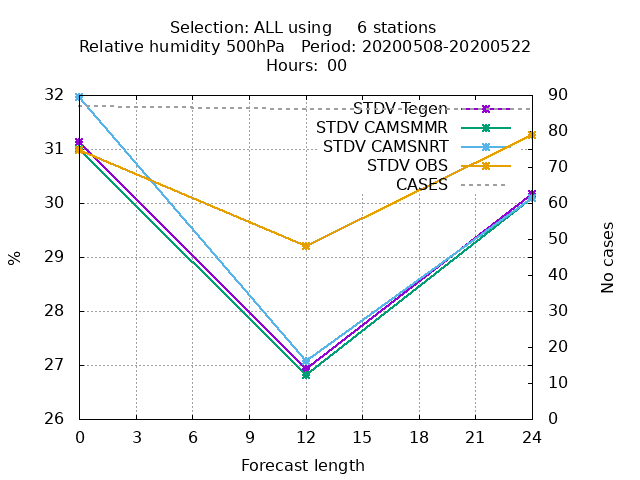 Selection: ALL using     6 stations
Relative humidity 500hPa   Period: 20200508-20200522
Hours: 00
32
31
30
29
28
27
26
%
90
80
70
60
50
40
30
20
10
0
No cases
STDV Tegen
STDV CAMSMMR
STDV CAMSNRT
STDV OBS
CASES
0 3 6 9 12 15 18 21 24
Forecast length